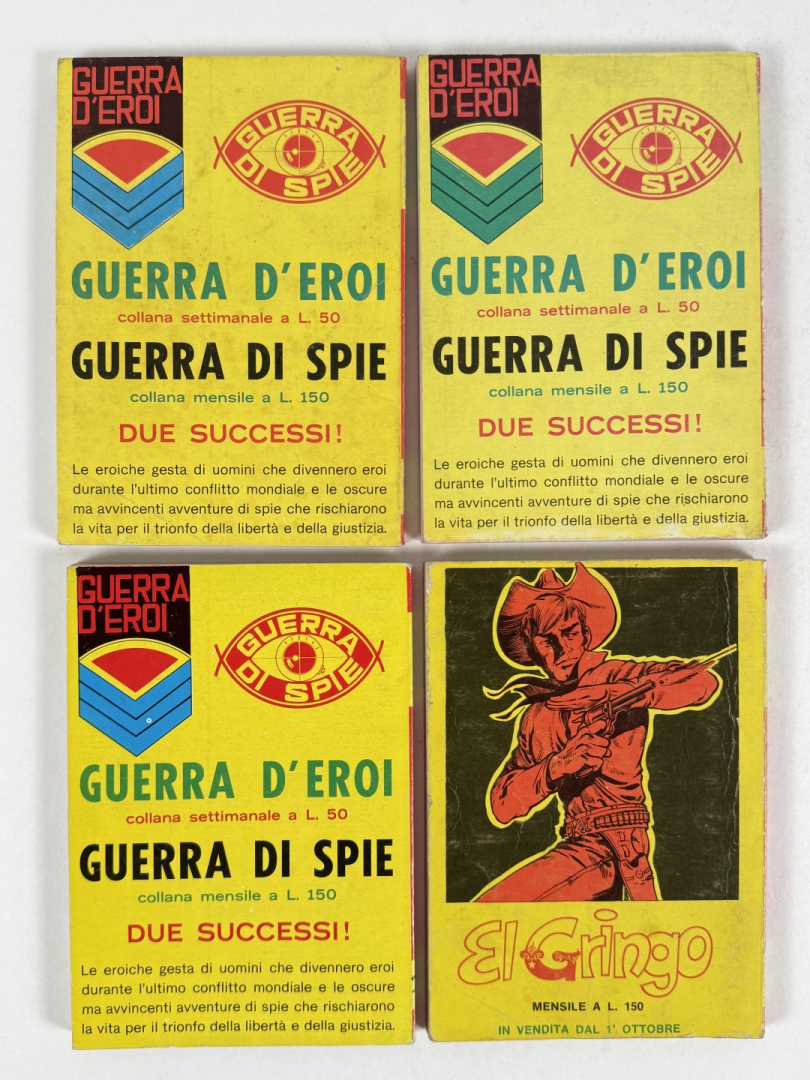 GUERRA
D'EROI
GUERRA
DI SPIE
GUERRA D'EROI
collana settimanale a L. 50
GUERRA DI SPIE
collana mensile a L. 150
DUE SUCCESSI!
Le eroiche gesta di uomini che divennero eroi
durante l'ultimo conflitto mondiale e le oscure
ma avvincenti avventure di spie che rischiarono
la vita per il trionfo della libertà e della giustizia.
GUERRA
D'EROI
GUERRA
DI SPIE
GUERRA D'EROI
collana settimanale a L. 50
GUERRA DI SPIE
collana mensile a L. 150
DUE SUCCESSI!
Le eroiche gesta di uomini che divennero eroi
durante l'ultimo conflitto mondiale e le oscure
ma avvincenti avventure di spie che rischiarono
la vita per il trionfo della libertà e della giustizia.
GUERRA
D'EROI
GUERRA
DI SPIE
GUERRA D'EROI
collana settimanale a L. 50
GUERRA DI SPIE
collana mensile a L. 150
DUE SUCCESSI!
Le eroiche gesta di uomini che divennero eroi
durante l'ultimo conflitto mondiale e le oscure
ma avvincenti avventure di spie che rischiarono
la vita per il trionfo della libertà e della giustizia.
El Gringo
MENSILE A L. 150
IN VENDITA DAL 1' OTTOBRE